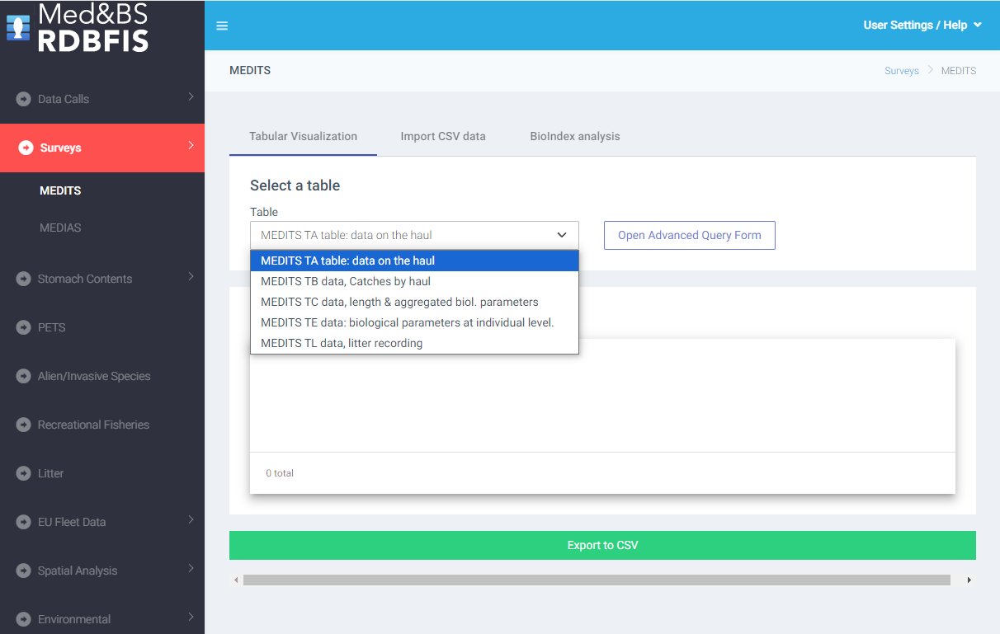 Med&BS
RDBFIS
User Settings / Help
MEDITS
Surveys
MEDITS
Data Calls
Surveys
MEDITS
MEDIAS
Stomach Contents
PETS
Alien/Invasive Species
Recreational Fisheries
Litter
EU Fleet Data
Spatial Analysis
Environmental
Tabular Visualization
Import CSV data
BioIndex analysis
Select a table
Table
MEDITS TA table: data on the haul
Open Advanced Query Form
MEDITS TA table: data on the haul
MEDITS TB data, Catches by haul
MEDITS TC data, length & aggregated biol. parameters
MEDITS TE data: biological parameters at individual level.
MEDITS TL data, litter recording
0 total
Export to CSV